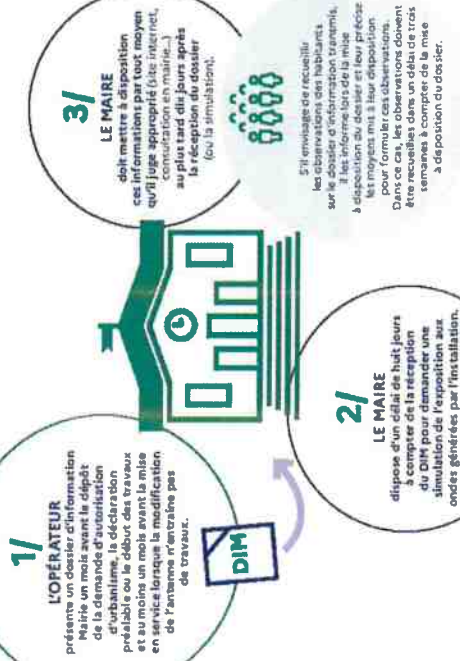 1/
L'OPÉRATEUR
présente un dossier d'information
Mairie un mois avant le dépôt
de la demande d'autorisation
d'urbanisme, la déclaration
préalable ou le début des travaux
et au moins un mois avant la mise
en service lorsque la modification
de l'antenne n'entraine pas
de travaux.
DIM
2/
LE MAIRE
dispose d'un délai de huit jours
à compter de la réception
du DIM pour demander une
simulation de l'exposition aux
ondes générées par l'installation.
3/
LE MAIRE
doit mettre à disposition
ces informations par tout moyen
qu'il juge approprié (site internet,
consultation en mairie...)
au plus tard dix jours après
la réception du dossier
(ou la simulation).
S'il envisage de recueillir
les observations des habitants
sur le dossier d'information transmis,
il les informe lors de la mise
à disposition du dossier et leur précise
les moyens mis à leur disposition
pour formuler ces observations.
Dans ce cas, les observations doivent
être recueillies dans un délai de trois
semaines à compter de la mise
à disposition du dossier.